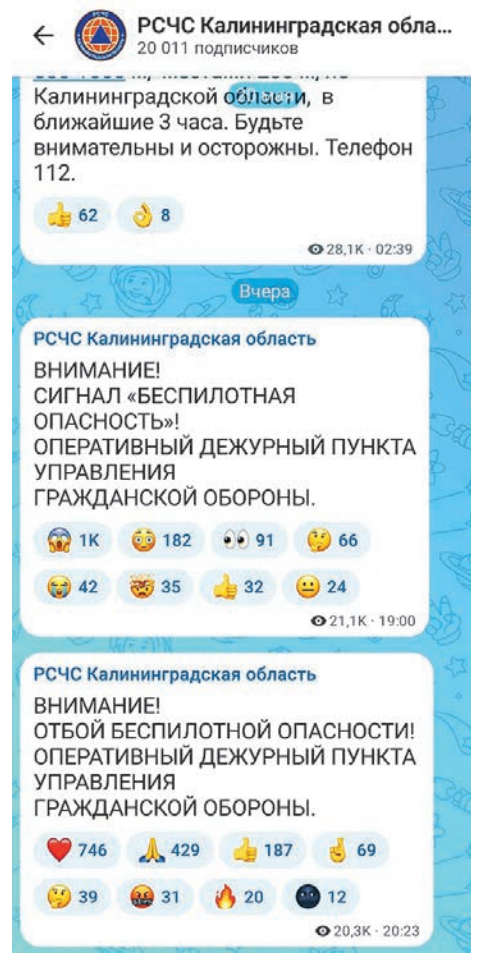 РСЧС Калининградская обла...
20 011 подписчиков
Калининградской области, в
ближайшие 3 часа. Будьте
внимательны и осторожны. Телефон
112.
62 8
28,1K · 02:39
Вчера
РСЧС Калининградская область
ВНИМАНИЕ!
СИГНАЛ «БЕСПИЛОТНАЯ
ОПАСНОСТЬ»!
ОПЕРАТИВНЫЙ ДЕЖУРНЫЙ ПУНКТА
УПРАВЛЕНИЯ
ГРАЖДАНСКОЙ ОБОРОНЫ.
1K 182 91 66
42 35 32 24
21,1K · 19:00
РСЧС Калининградская область
ВНИМАНИЕ!
ОТБОЙ БЕСПИЛОТНОЙ ОПАСНОСТИ!
ОПЕРАТИВНЫЙ ДЕЖУРНЫЙ ПУНКТА
УПРАВЛЕНИЯ
ГРАЖДАНСКОЙ ОБОРОНЫ.
746 429 187 69
39 31 20 12
20,3K · 20:23